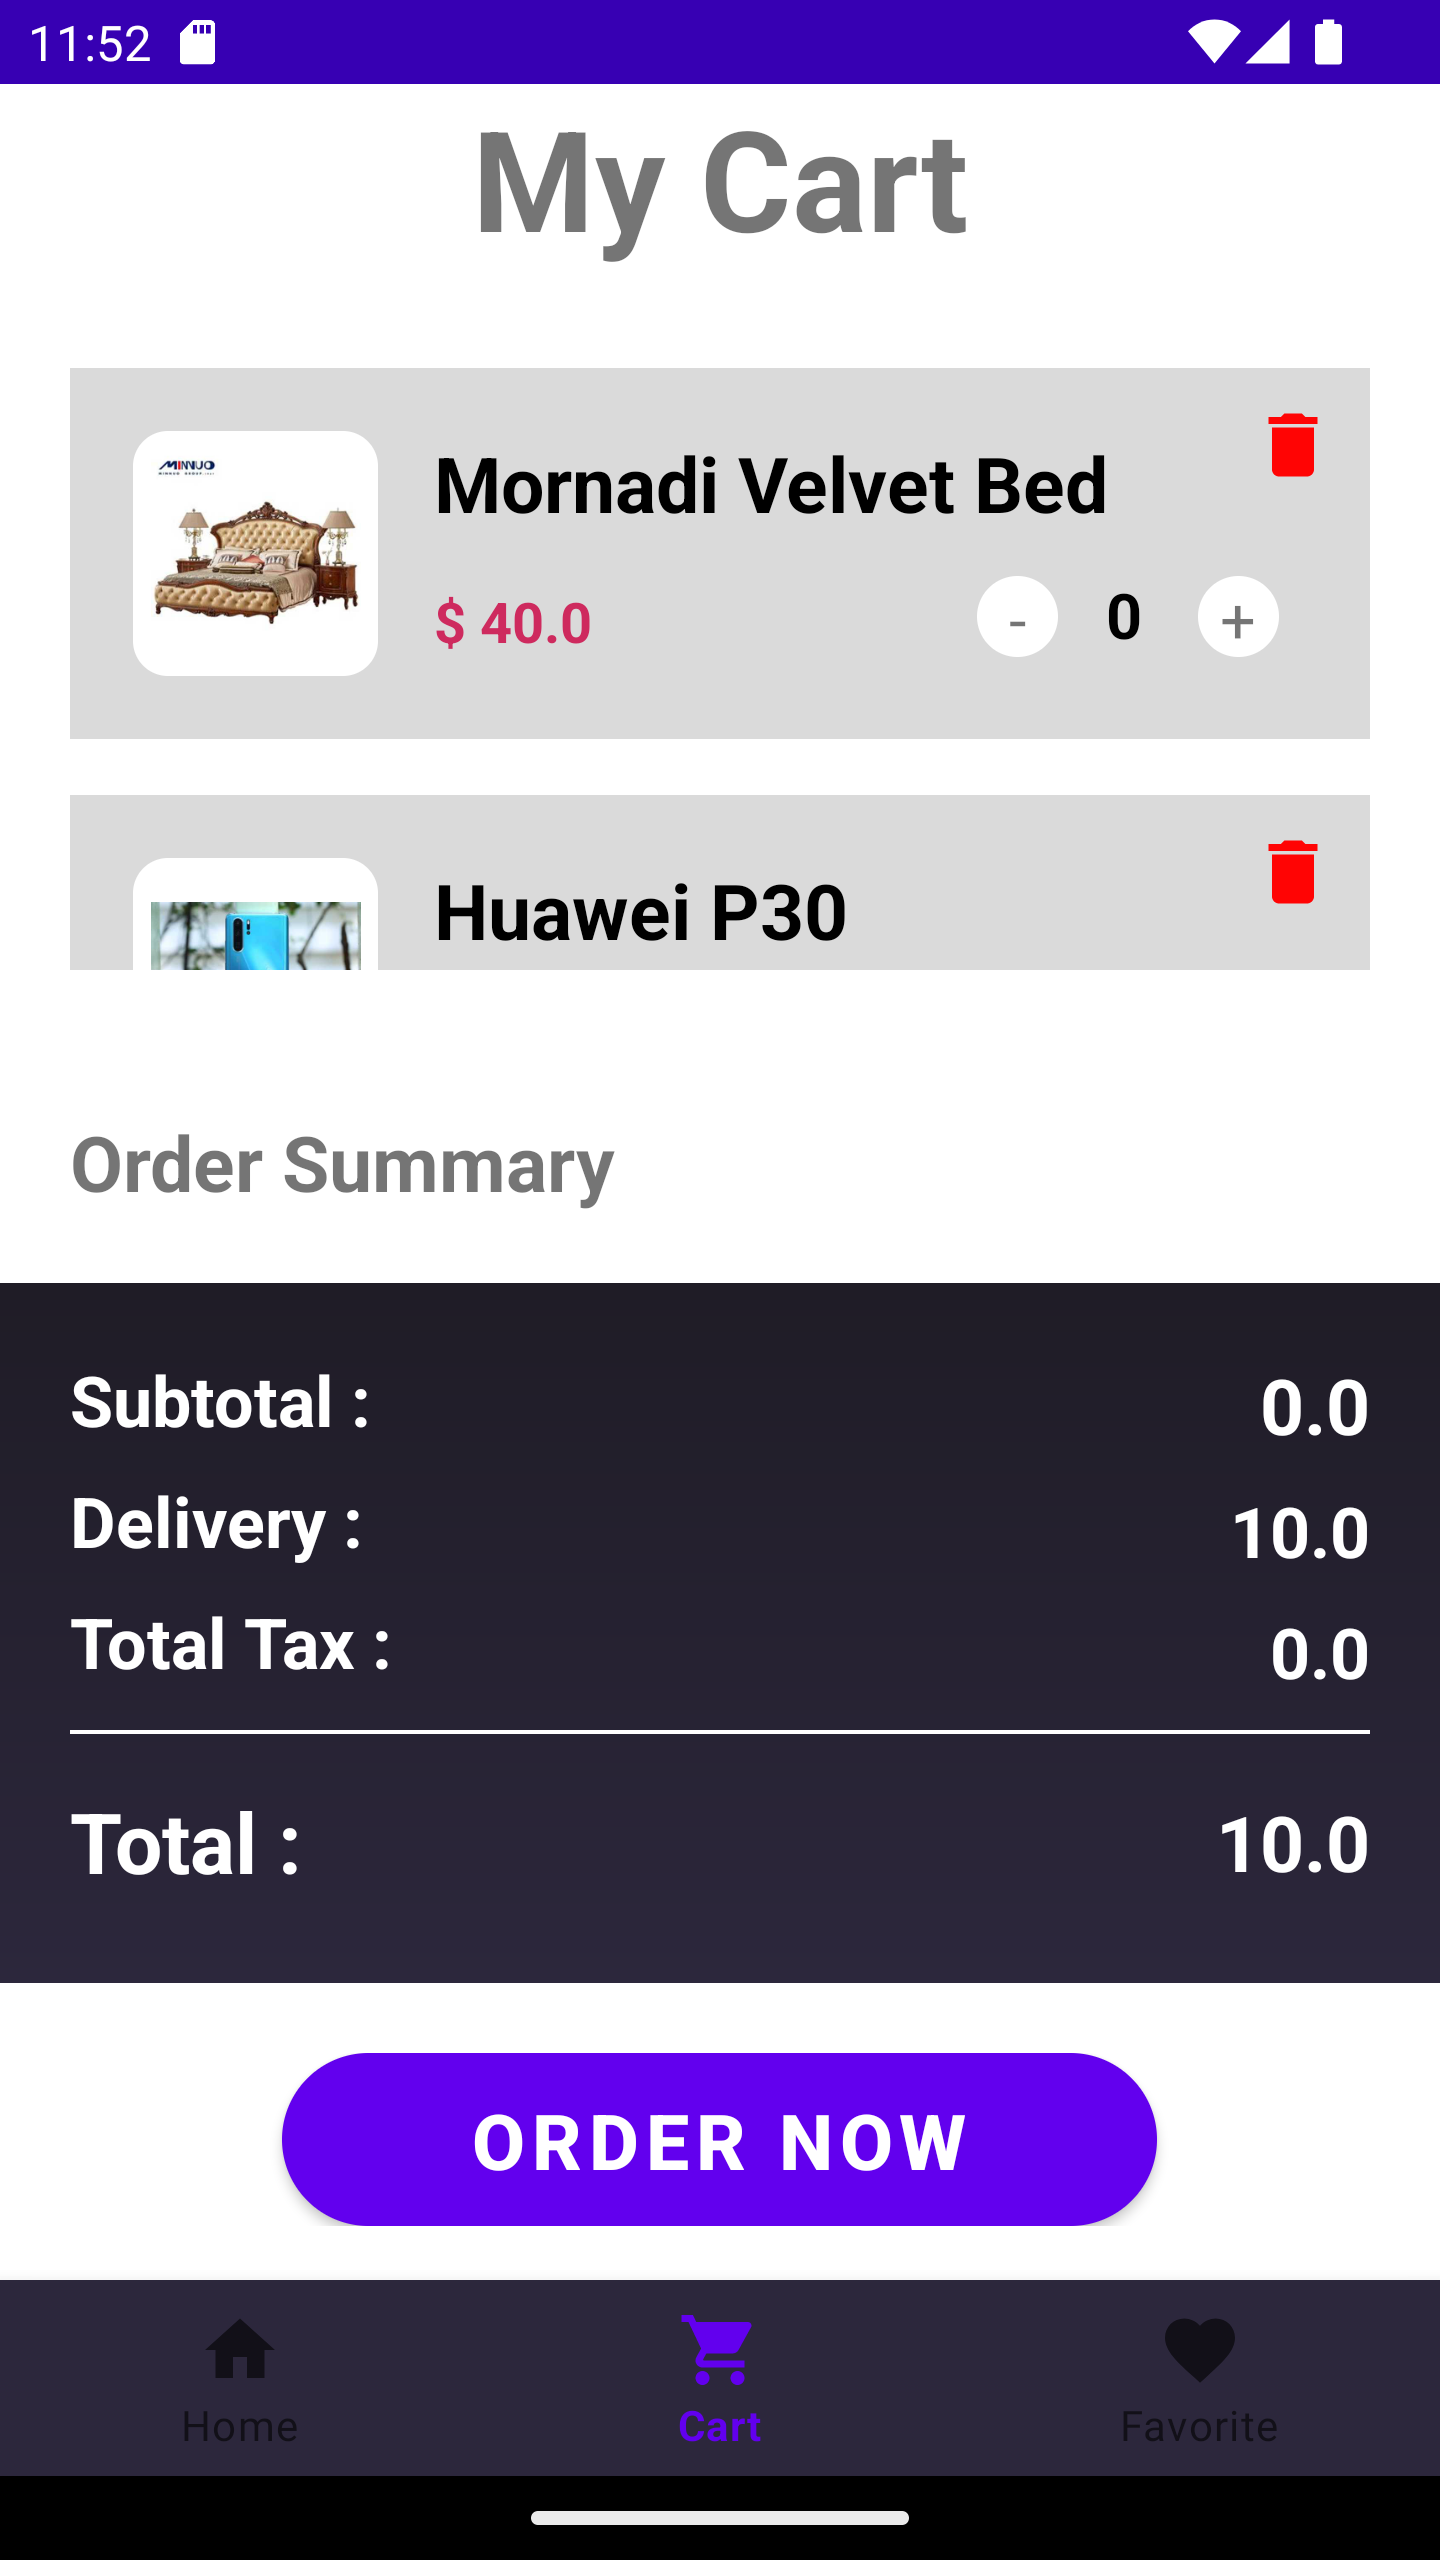 11:52
My Cart
MINNUO
Mornadi Velvet Bed
$ 40.0
- 0 +
Huawei P30
Order Summary
Subtotal : 0.0
Delivery : 10.0
Total Tax : 0.0
Total : 10.0
ORDER NOW
Home Cart Favorite